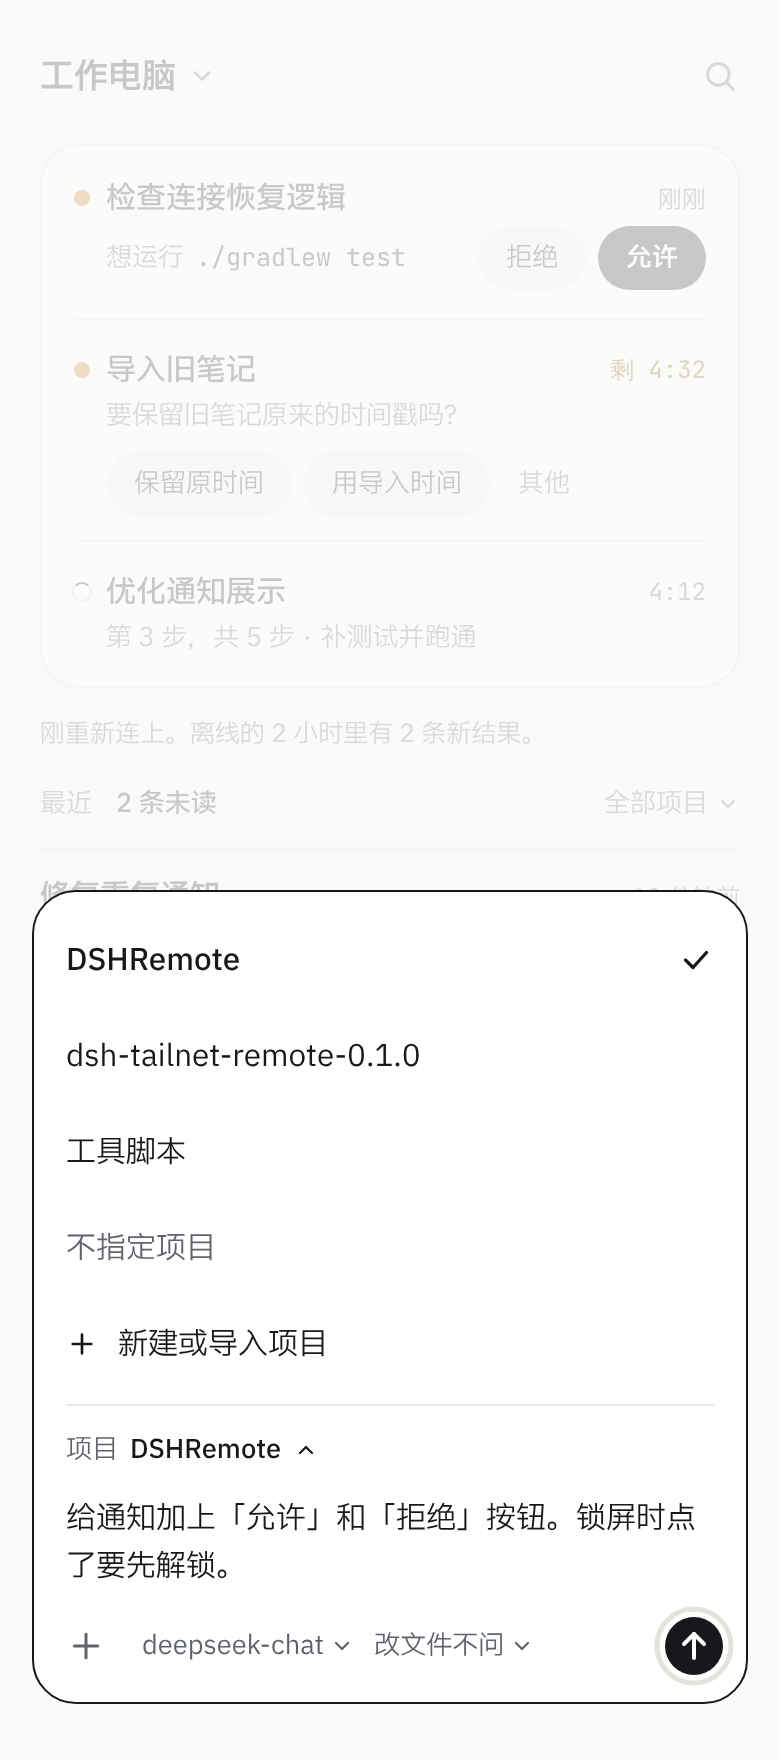 工作电脑
检查连接恢复逻辑 刚刚
想运行 ./gradlew test 拒绝 允许
导入旧笔记 剩 4:32
要保留旧笔记原来的时间戳吗?
保留原时间 用导入时间 其他
优化通知展示 4:12
第 3 步，共 5 步 · 补测试并跑通
刚重新连上。离线的 2 小时里有 2 条新结果。
最近 2 条未读 全部项目
修复重复通知
DSHRemote
dsh-tailnet-remote-0.1.0
工具脚本
不指定项目
新建或导入项目
项目 DSHRemote
给通知加上「允许」和「拒绝」按钮。锁屏时点
了要先解锁。
deepseek-chat 改文件不问